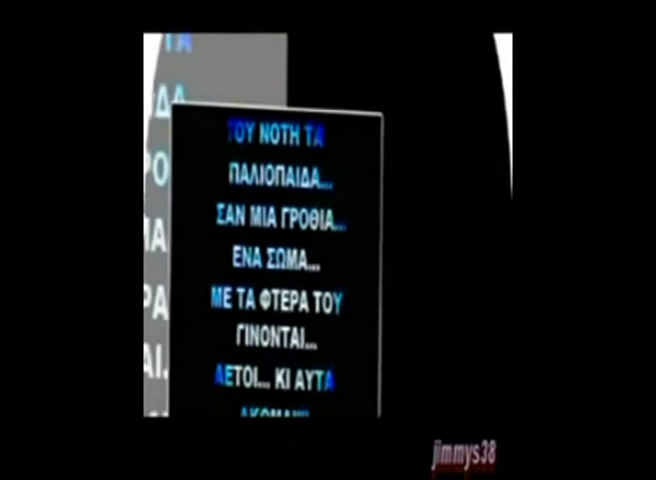 ΤΟΥ ΝΟΤΗ ΤΑ
ΠΑΛΙΟΠΑΙΔΑ...
ΣΑΝ ΜΙΑ ΓΡΟΘΙΑ...
ΕΝΑ ΣΩΜΑ...
ΜΕ ΤΑ ΦΤΕΡΑ ΤΟΥ
ΓΙΝΟΝΤΑΙ...
ΑΕΤΟΙ... ΚΙ ΑΥΤΑ
jimmys38